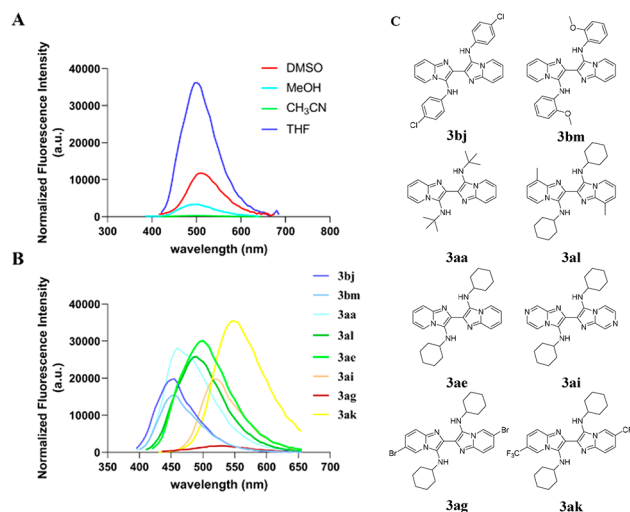 A
Normalized Fluorescence Intensity
(a.u.)
40000
30000
20000
10000
0
300 400 500 600 700 800
wavelength (nm)
DMSO
MeOH
CH3CN
THF
B
Normalized Fluorescence Intensity
(a.u.)
40000
30000
20000
10000
0
350 400 450 500 550 600 650 700
wavelength (nm)
3bj
3bm
3aa
3al
3ae
3ai
3ag
3ak
C
Cl
HN
N
N
N
N
NH
Cl
3bj
O
HN
N
N
N
N
NH
O
3bm
HN
N
N
N
N
NH
3aa
HN
N
N
N
N
NH
3al
HN
N
N
N
N
NH
3ae
HN
N
N
N
N
N
N
NH
3ai
HN
N
Br
N
N
Br
N
NH
3ag
HN
N
N
N
F3C
N
NH
3ak